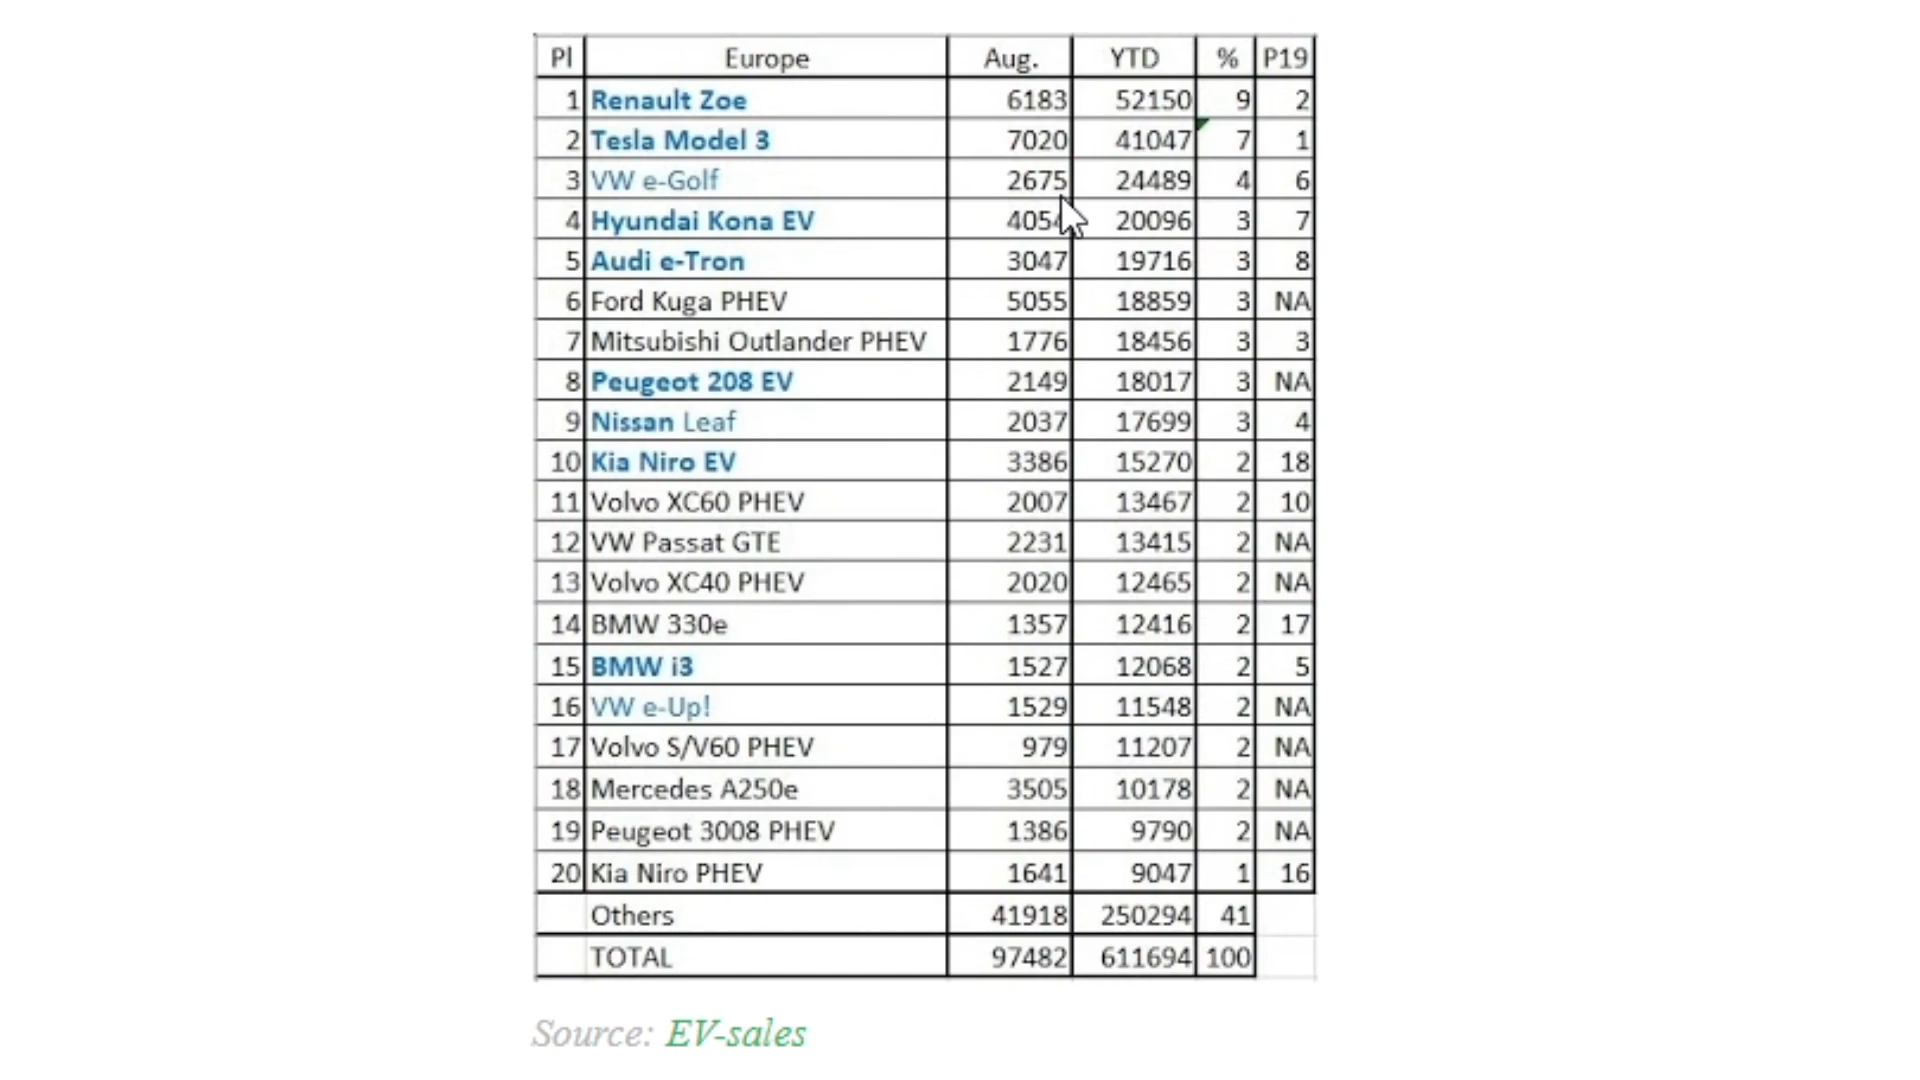 Pl Europe Aug. YTD % P19
1 Renault Zoe 6183 52150 9 2
2 Tesla Model 3 7020 41047 7 1
3 VW e-Golf 2675 24489 4 6
4 Hyundai Kona EV 4054 20096 3 7
5 Audi e-Tron 3047 19716 3 8
6 Ford Kuga PHEV 5055 18859 3 NA
7 Mitsubishi Outlander PHEV 1776 18456 3 3
8 Peugeot 208 EV 2149 18017 3 NA
9 Nissan Leaf 2037 17699 3 4
10 Kia Niro EV 3386 15270 2 18
11 Volvo XC60 PHEV 2007 13467 2 10
12 VW Passat GTE 2231 13415 2 NA
13 Volvo XC40 PHEV 2020 12465 2 NA
14 BMW 330e 1357 12416 2 17
15 BMW i3 1527 12068 2 5
16 VW e-Up! 1529 11548 2 NA
17 Volvo S/V60 PHEV 979 11207 2 NA
18 Mercedes A250e 3505 10178 2 NA
19 Peugeot 3008 PHEV 1386 9790 2 NA
20 Kia Niro PHEV 1641 9047 1 16
Others 41918 250294 41
TOTAL 97482 611694 100
Source: EV-sales